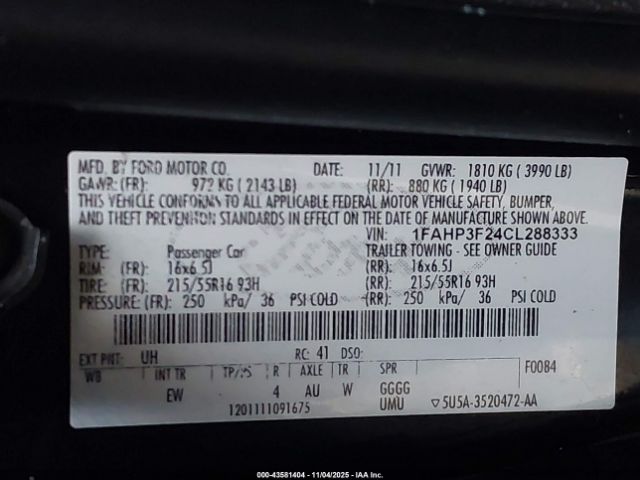 MFD. BY FORD MOTOR CO. DATE: 11/11 GVWR: 1810 KG ( 3990 LB)
GAWR: (FR): 972 KG ( 2143 LB) (RR): 880 KG ( 1940 LB)
THIS VEHICLE CONFORMS TO ALL APPLICABLE FEDERAL MOTOR VEHICLE SAFETY, BUMPER,
AND THEFT PREVENTION STANDARDS IN EFFECT ON THE DATE OF MANUFACTURE SHOWN ABOVE.
VIN: 1FAHP3F24CL288333
TYPE: Passenger Car TRAILER TOWING - SEE OWNER GUIDE
RIM: (FR): 16x6.5J (RR): 16x6.5J
TIRE: (FR): 215/55R16 93H (RR): 215/55R16 93H
PRESSURE: (FR): 250 kPa/ 36 PSI COLD (RR): 250 kPa/ 36 PSI COLD
EXT PNT: UH RC: 41 DSO: F0084
WB INT TR TP/PS R AXLE TR SPR
EW 4 AU W GGGG
UMU
1201111091675 ▽5U5A-3520472-AA
000-43581404 - 11/04/2025 - IAA Inc.